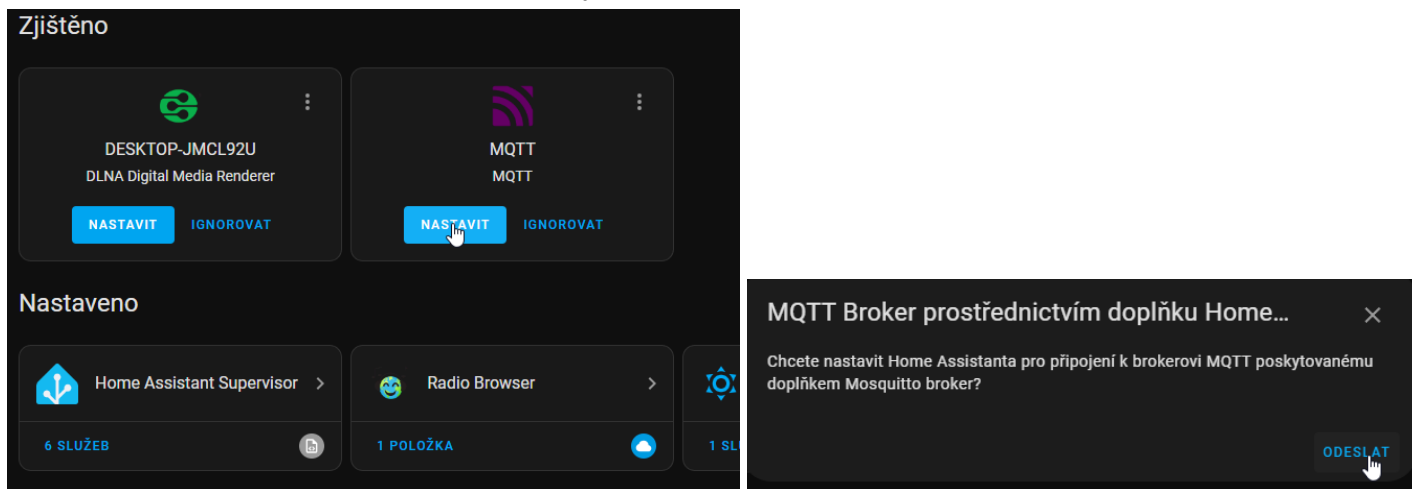 Zjištěno
DESKTOP-JMCL92U
DLNA Digital Media Renderer
NASTAVIT IGNOROVAT
MQTT
MQTT
NASTAVIT IGNOROVAT
Nastaveno
Home Assistant Supervisor
6 SLUŽEB
Radio Browser
1 POLOŽKA
MQTT Broker prostřednictvím doplňku Home…
Chcete nastavit Home Assistanta pro připojení k brokerovi MQTT poskytovanému
doplňkem Mosquitto broker?
ODESLAT